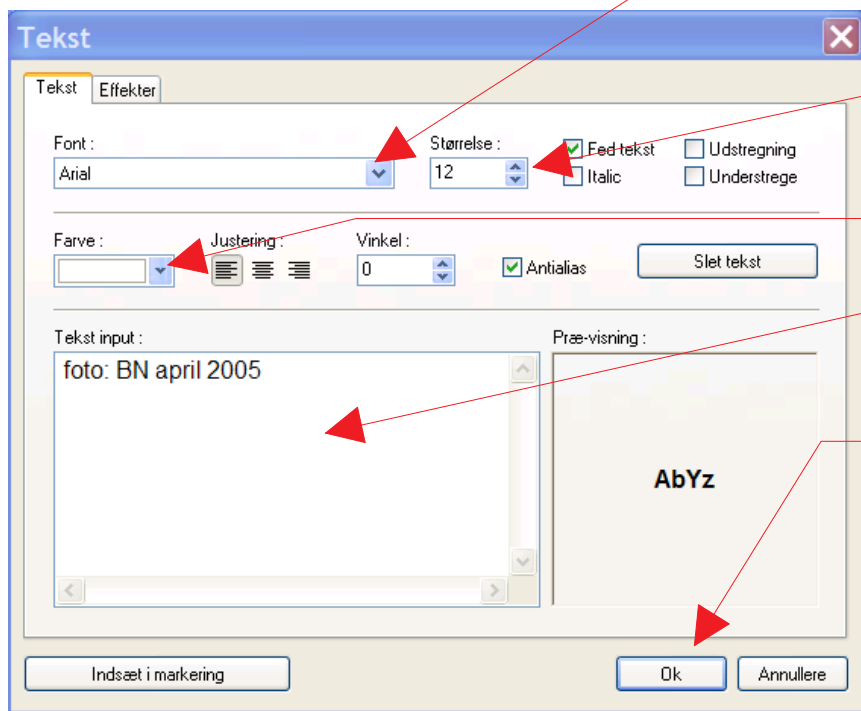 Tekst
Tekst Effekter
Font : Størrelse : Fed tekst Udstregning
Arial 12 Italic Understrege
Farve : Justering : Vinkel :
0 Antialias Slet tekst
Tekst input : Præ-visning :
foto: BN april 2005
AbYz
Indsæt i markering Ok Annullere